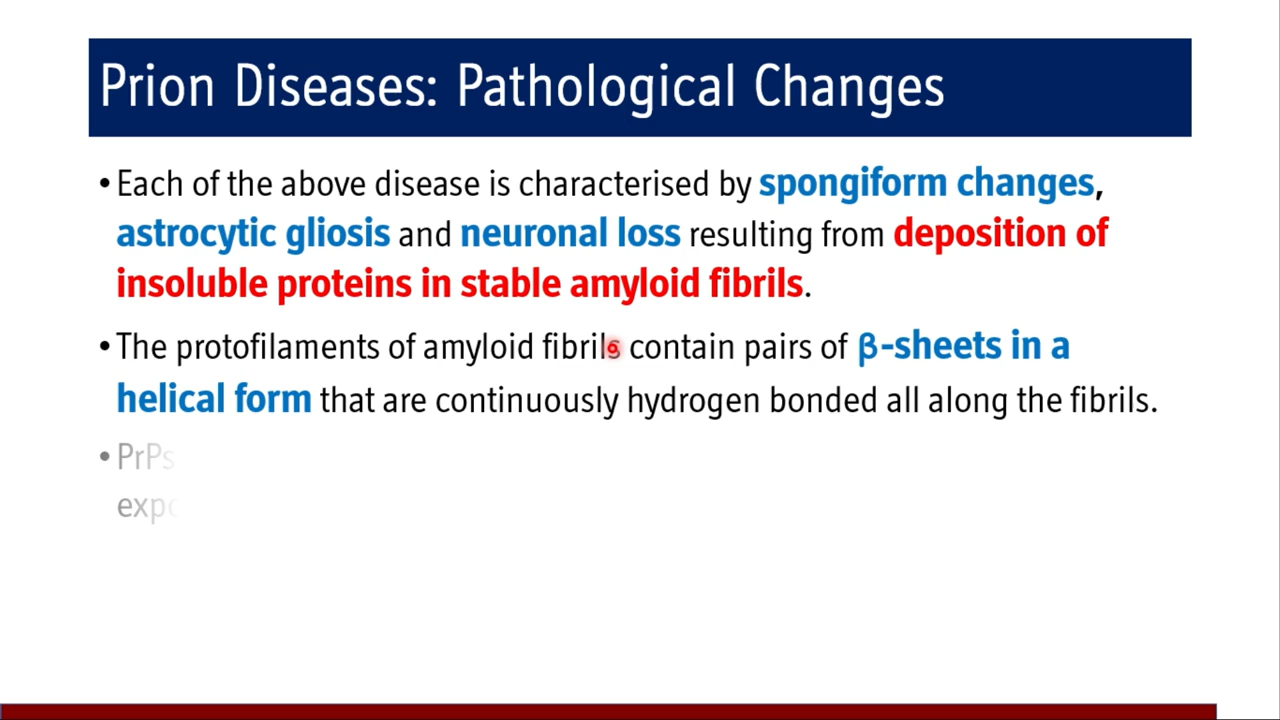 Prion Diseases: Pathological Changes
• Each of the above disease is characterised by spongiform changes,
astrocytic gliosis and neuronal loss resulting from deposition of
insoluble proteins in stable amyloid fibrils.
• The protofilaments of amyloid fibrils contain pairs of β-sheets in a
helical form that are continuously hydrogen bonded all along the fibrils.
• PrPs